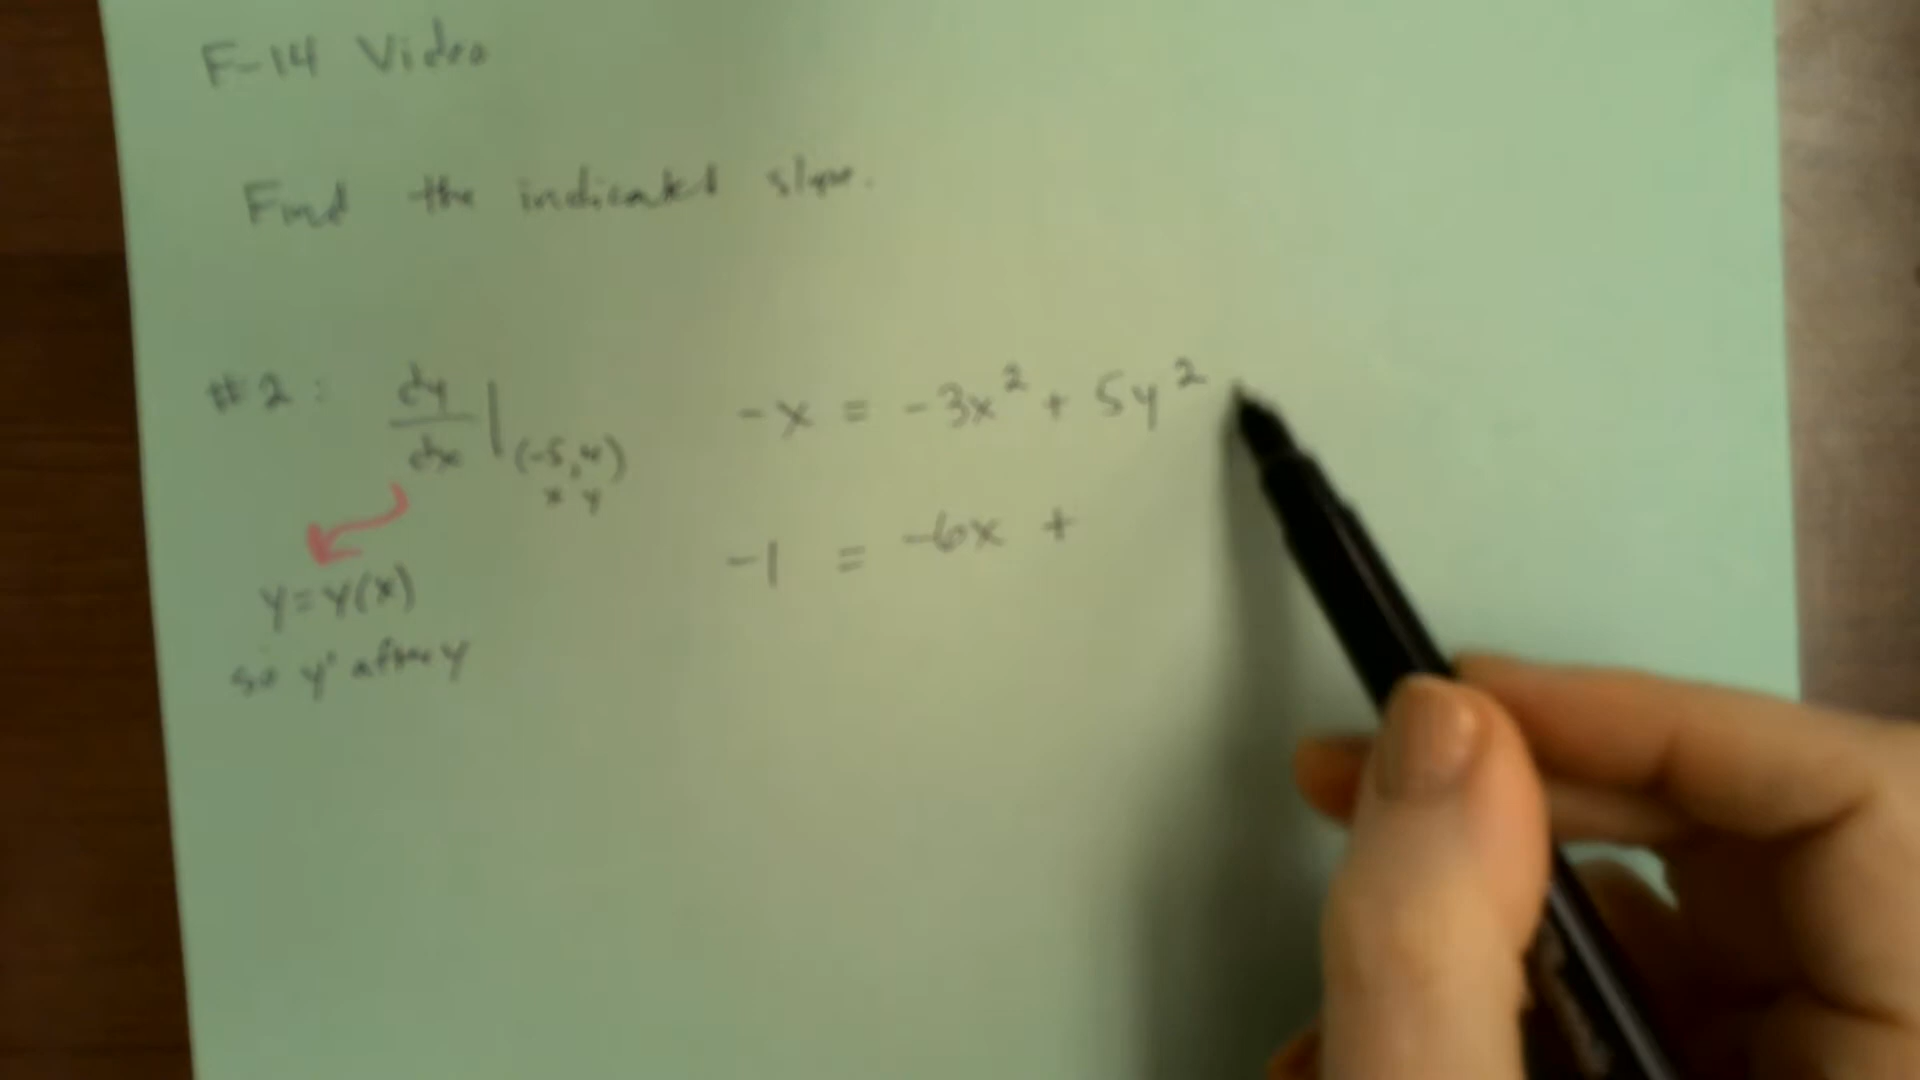 F-14 Video
Find the indicated slope.
#2: dy/dx |(-5,4) -x = -3x² + 5y²
x y
-1 = -6x +
y=y(x)
so y' after y